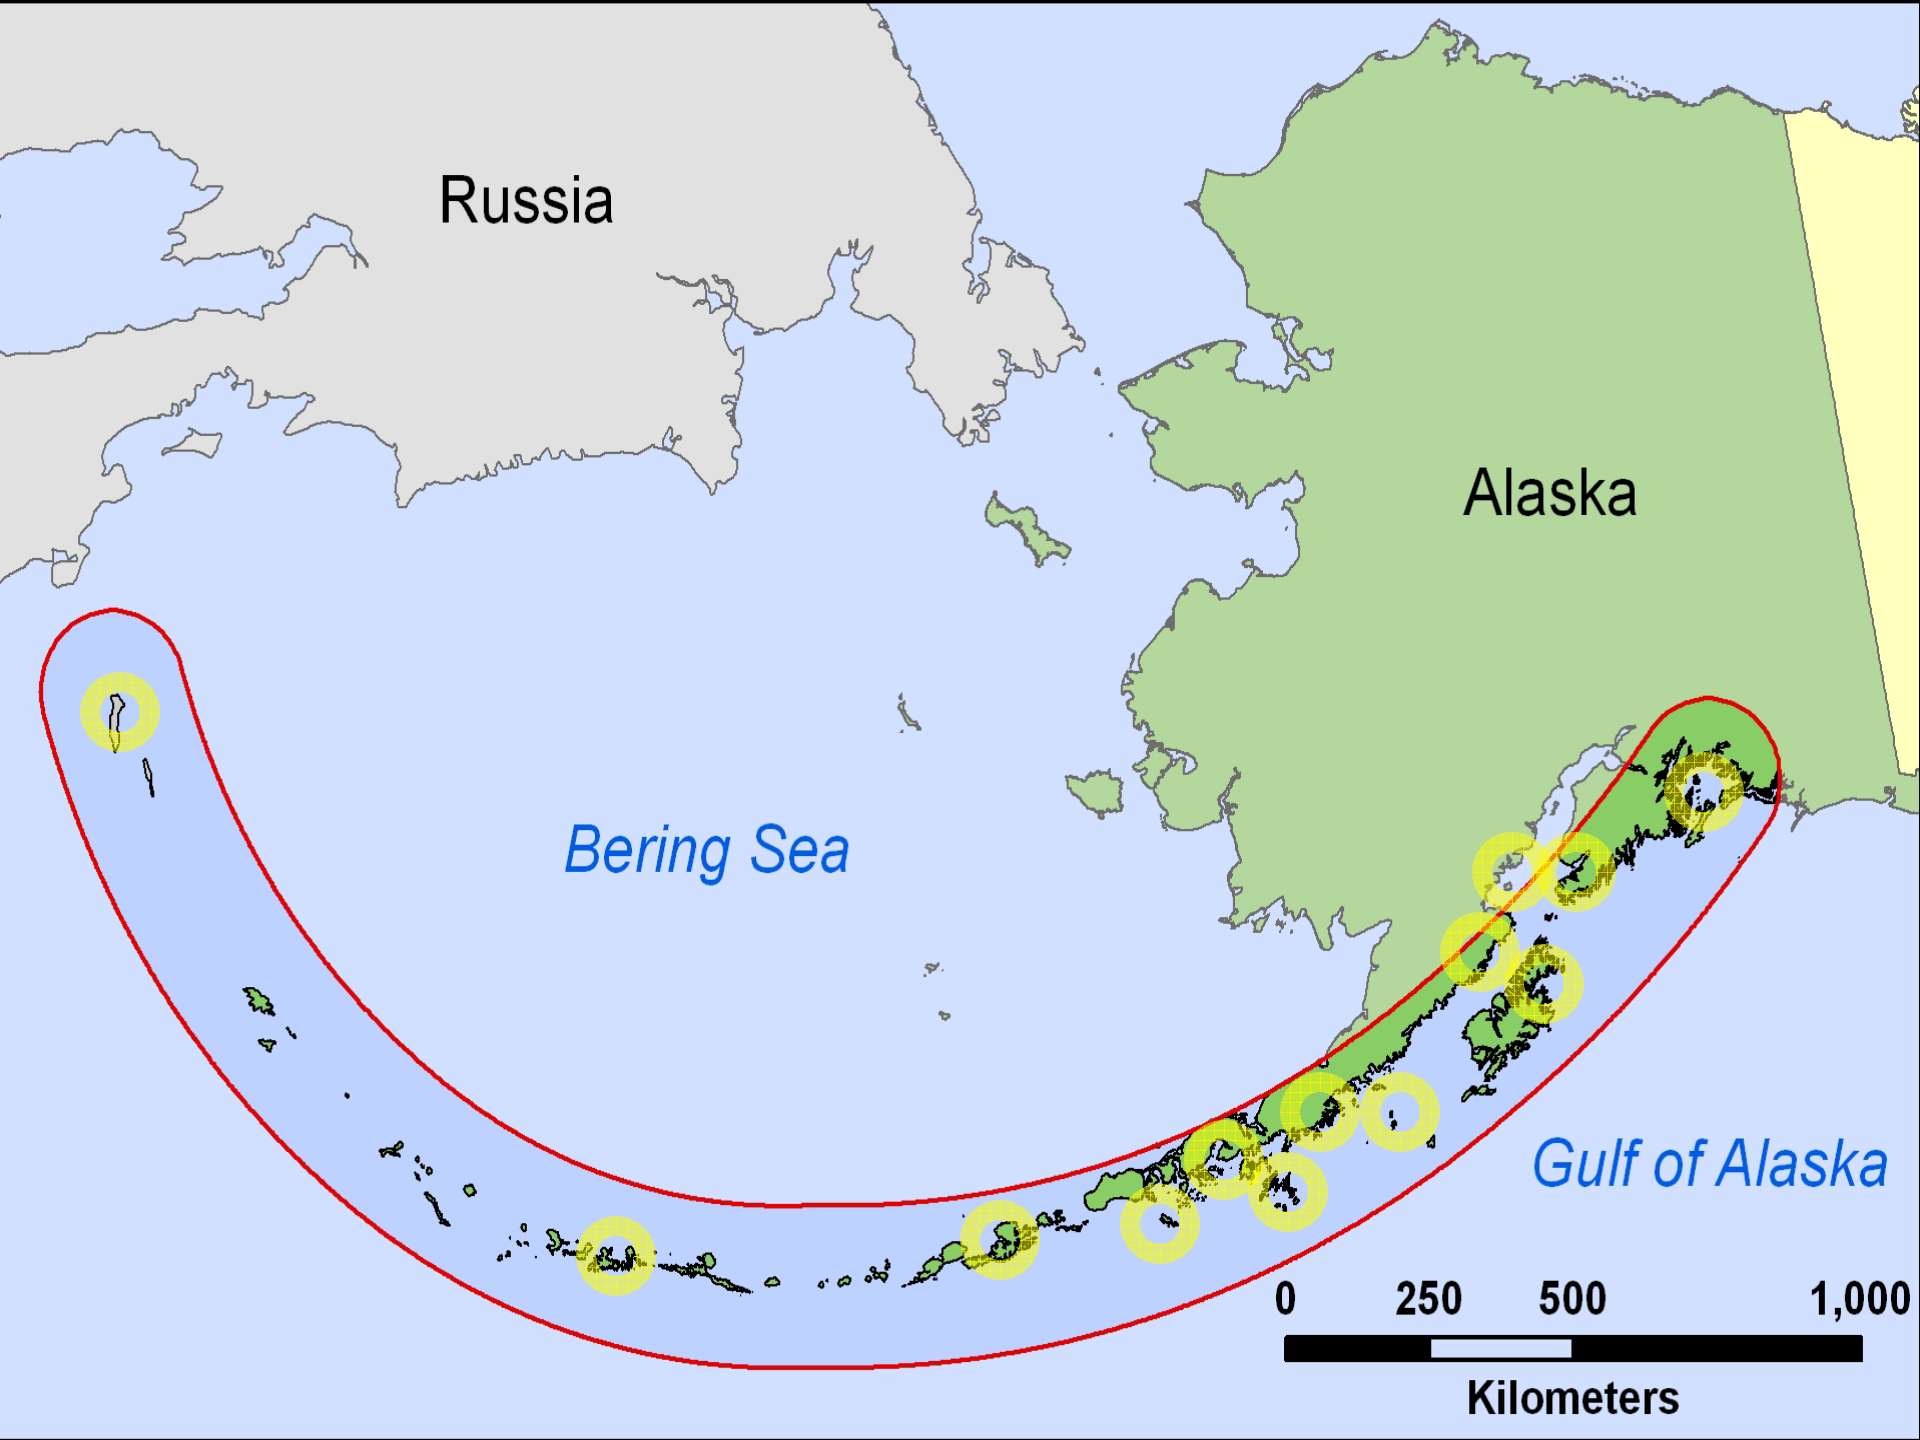 Russia
Alaska
Bering Sea
Gulf of Alaska
0 250 500 1,000
Kilometers